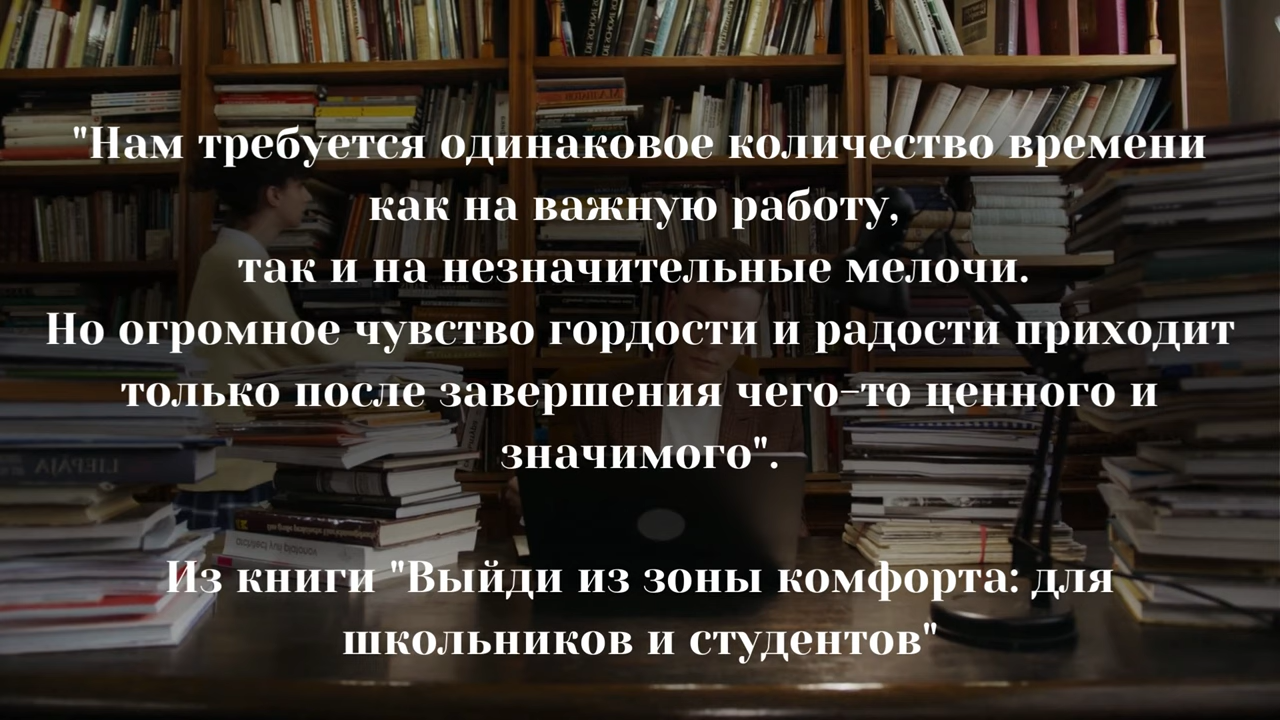 "Нам требуется одинаковое количество времени
как на важную работу,
так и на незначительные мелочи.
Но огромное чувство гордости и радости приходит
только после завершения чего-то ценного и
значимого".
Из книги "Выйди из зоны комфорта: для
школьников и студентов"
LIEPAJA